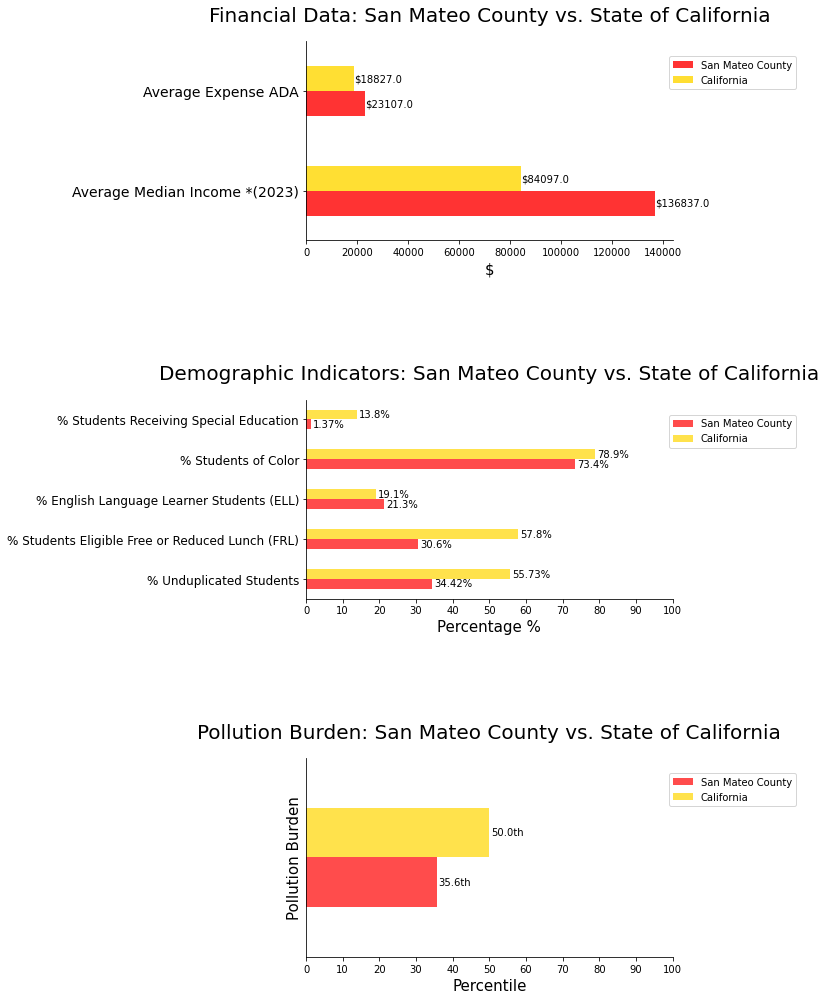 Financial Data: San Mateo County vs. State of California
San Mateo County
California
Average Expense ADA
$18827.0
$23107.0
Average Median Income *(2023)
$84097.0
$136837.0
0 20000 40000 60000 80000 100000 120000 140000
$
Demographic Indicators: San Mateo County vs. State of California
San Mateo County
California
% Students Receiving Special Education
13.8%
1.37%
% Students of Color
78.9%
73.4%
% English Language Learner Students (ELL)
19.1%
21.3%
% Students Eligible Free or Reduced Lunch (FRL)
57.8%
30.6%
% Unduplicated Students
55.73%
34.42%
0 10 20 30 40 50 60 70 80 90 100
Percentage %
Pollution Burden: San Mateo County vs. State of California
San Mateo County
California
Pollution Burden
50.0th
35.6th
0 10 20 30 40 50 60 70 80 90 100
Percentile